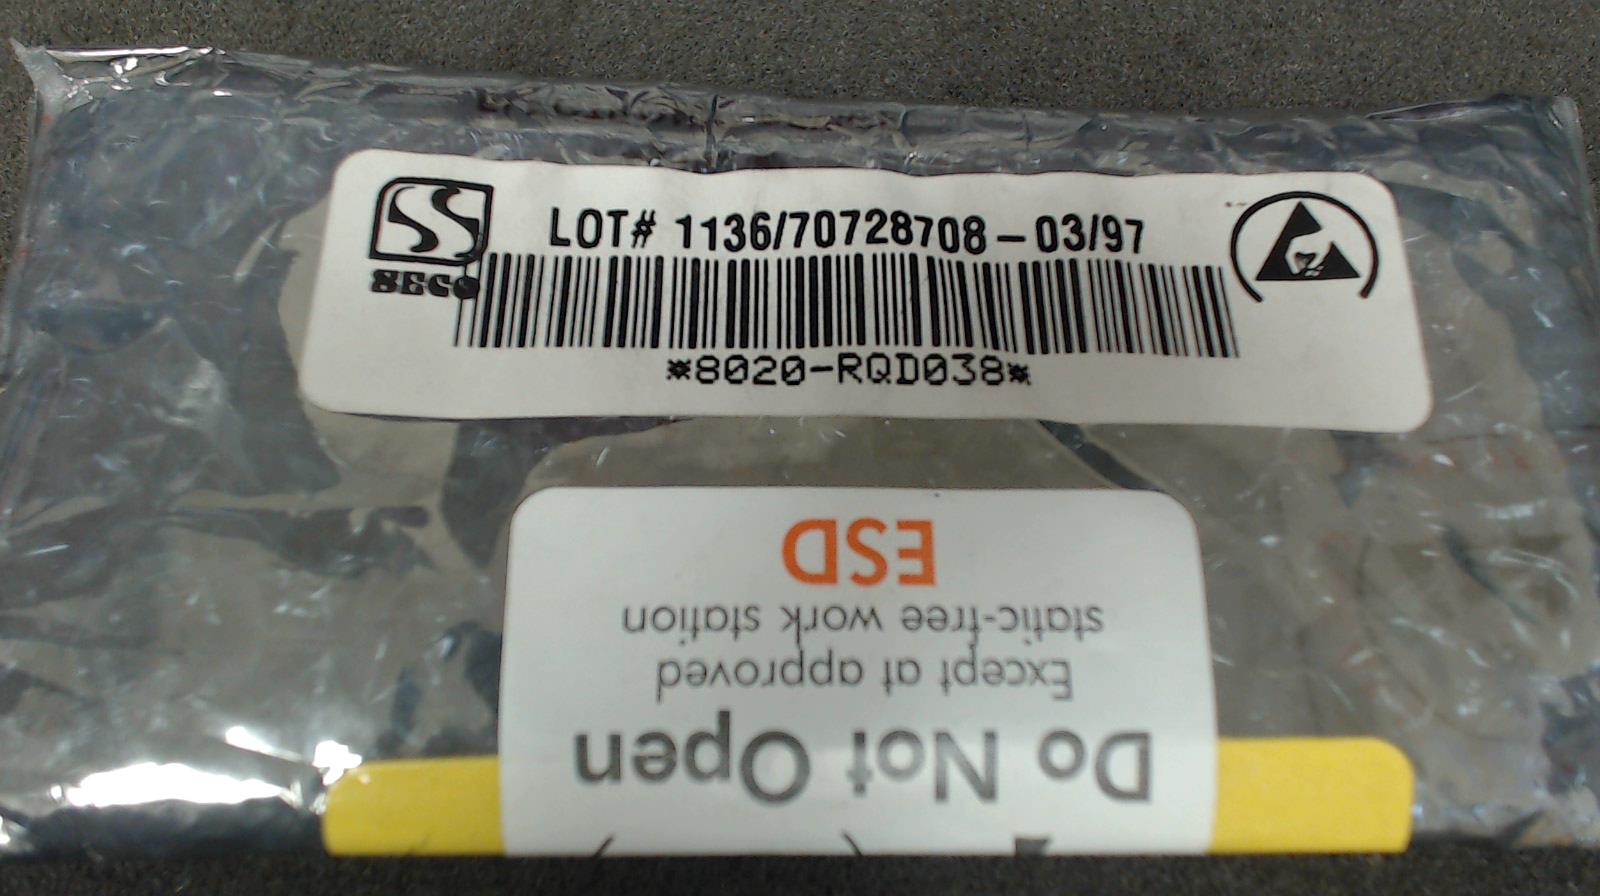 SECO
LOT# 1136/70728708-03/97
*8020-RQD038*
Do Not Open
Except at approved
static-free work station
ESD